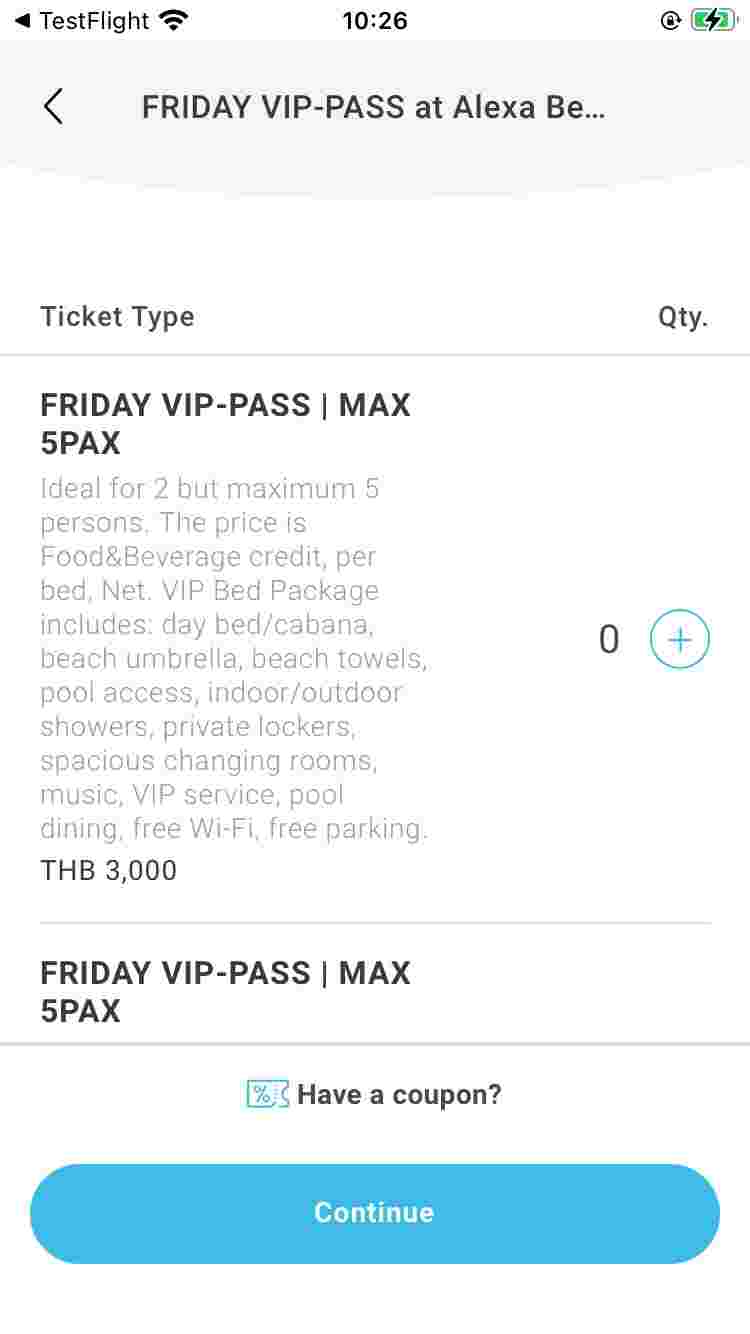 TestFlight 10:26
FRIDAY VIP-PASS at Alexa Be...
Ticket Type Qty.
FRIDAY VIP-PASS | MAX
5PAX
Ideal for 2 but maximum 5
persons. The price is
Food&Beverage credit, per
bed, Net. VIP Bed Package
includes: day bed/cabana,
beach umbrella, beach towels,
pool access, indoor/outdoor
showers, private lockers,
spacious changing rooms,
music, VIP service, pool
dining, free Wi-Fi, free parking.
0 +
THB 3,000
FRIDAY VIP-PASS | MAX
5PAX
% Have a coupon?
Continue